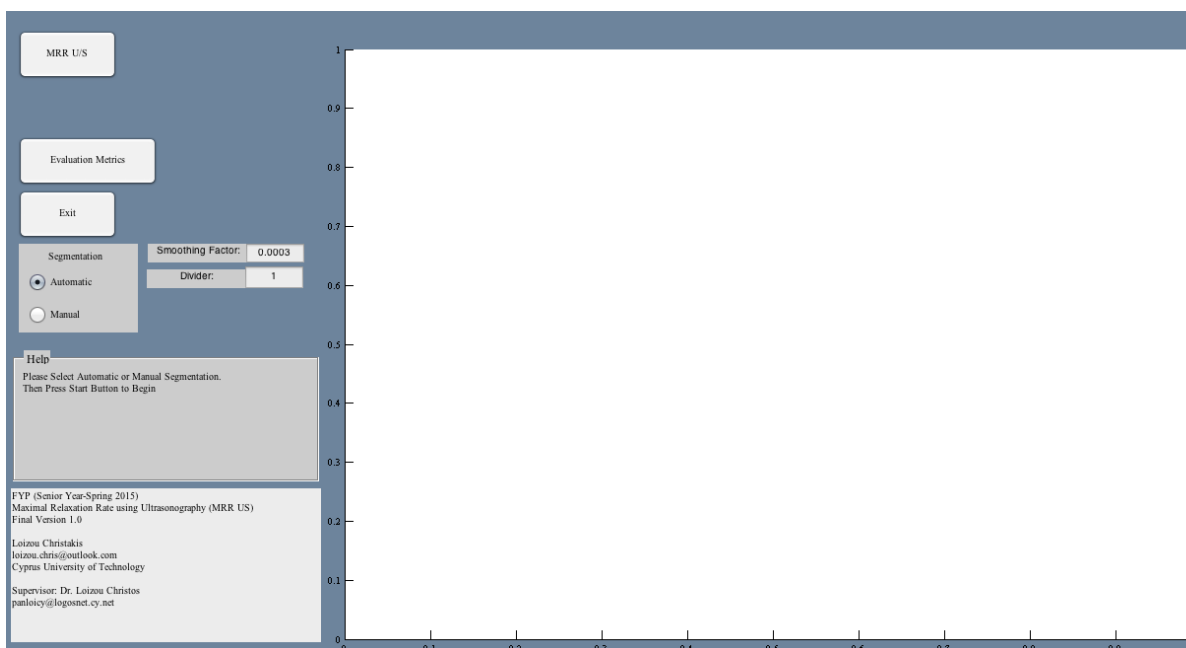 MRR U/S
Evaluation Metrics
Exit
Segmentation
Automatic
Manual
Smoothing Factor: 0.0003
Divider: 1
Help
Please Select Automatic or Manual Segmentation.
Then Press Start Button to Begin
FYP (Senior Year-Spring 2015)
Maximal Relaxation Rate using Ultrasonography (MRR US)
Final Version 1.0
Loizou Christakis
loizou.chris@outlook.com
Cyprus University of Technology
Supervisor: Dr. Loizou Christos
panloicy@logosnet.cy.net
1
0.9
0.8
0.7
0.6
0.5
0.4
0.3
0.2
0.1
0